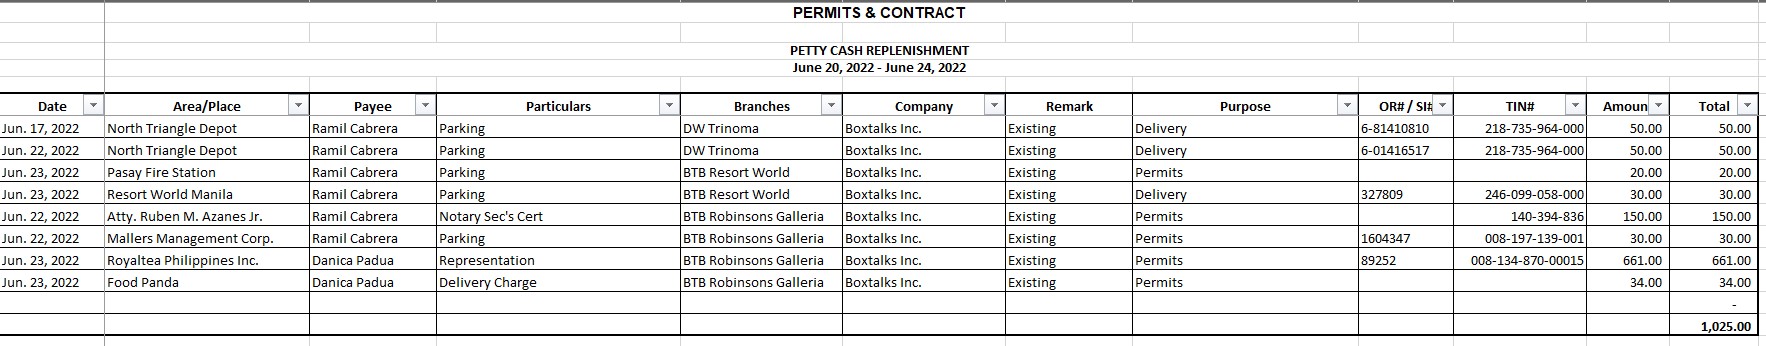 PERMITS & CONTRACT
PETTY CASH REPLENISHMENT
June 20, 2022 - June 24, 2022
Date Area/Place Payee Particulars Branches Company Remark Purpose OR# / SI# TIN# Amoun Total
Jun. 17, 2022 North Triangle Depot Ramil Cabrera Parking DW Trinoma Boxtalks Inc. Existing Delivery 6-81410810 218-735-964-000 50.00 50.00
Jun. 22, 2022 North Triangle Depot Ramil Cabrera Parking DW Trinoma Boxtalks Inc. Existing Delivery 6-01416517 218-735-964-000 50.00 50.00
Jun. 23, 2022 Pasay Fire Station Ramil Cabrera Parking BTB Resort World Boxtalks Inc. Existing Permits 20.00 20.00
Jun. 23, 2022 Resort World Manila Ramil Cabrera Parking BTB Resort World Boxtalks Inc. Existing Delivery 327809 246-099-058-000 30.00 30.00
Jun. 22, 2022 Atty. Ruben M. Azanes Jr. Ramil Cabrera Notary Sec's Cert BTB Robinsons Galleria Boxtalks Inc. Existing Permits 140-394-836 150.00 150.00
Jun. 22, 2022 Mallers Management Corp. Ramil Cabrera Parking BTB Robinsons Galleria Boxtalks Inc. Existing Permits 1604347 008-197-139-001 30.00 30.00
Jun. 23, 2022 Royaltea Philippines Inc. Danica Padua Representation BTB Robinsons Galleria Boxtalks Inc. Existing Permits 89252 008-134-870-00015 661.00 661.00
Jun. 23, 2022 Food Panda Danica Padua Delivery Charge BTB Robinsons Galleria Boxtalks Inc. Existing Permits 34.00 34.00
-
1,025.00